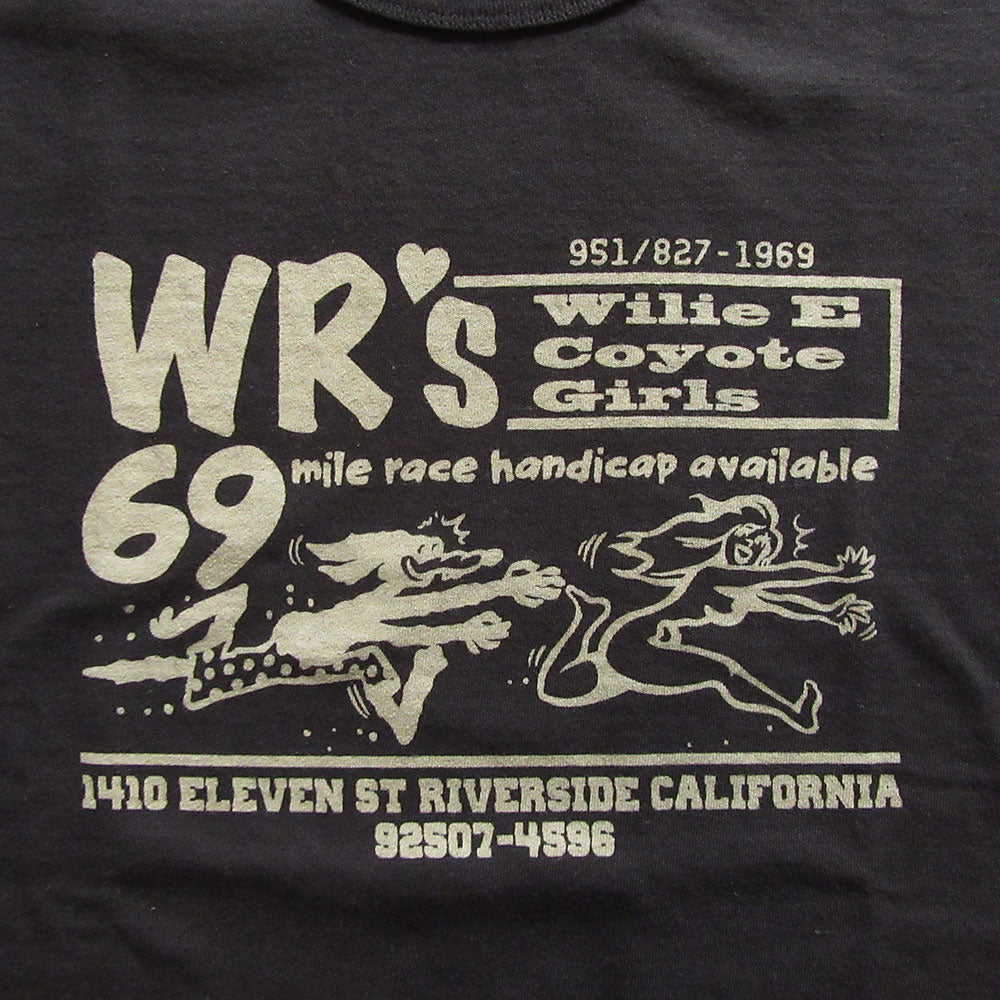 951/827-1969
WR's
Wilie E
Coyote
Girls
69 mile race handicap available
1410 ELEVEN ST RIVERSIDE CALIFORNIA
92507-4596